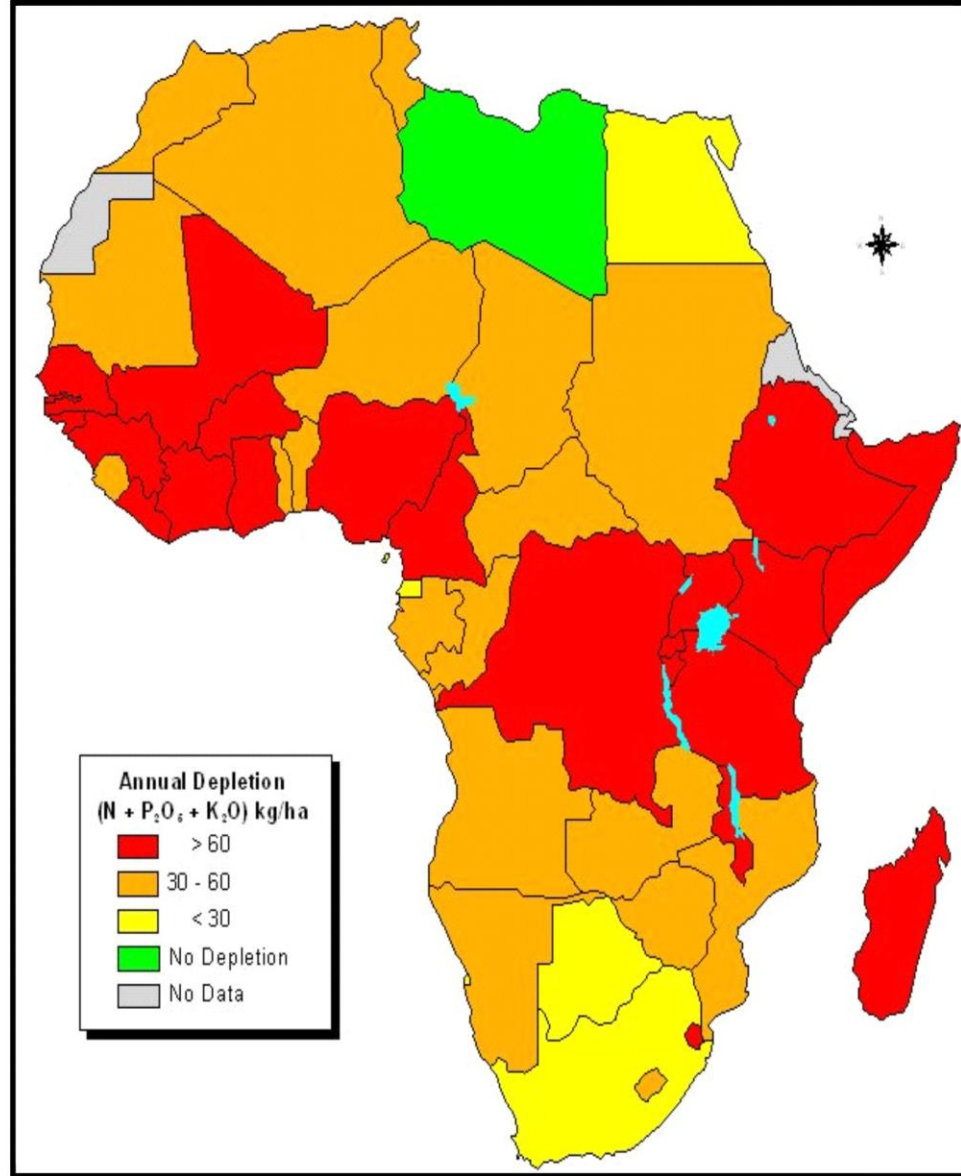 Annual Depletion
(N + P₂O₅ + K₂O) kg/ha
> 60
30 - 60
< 30
No Depletion
No Data